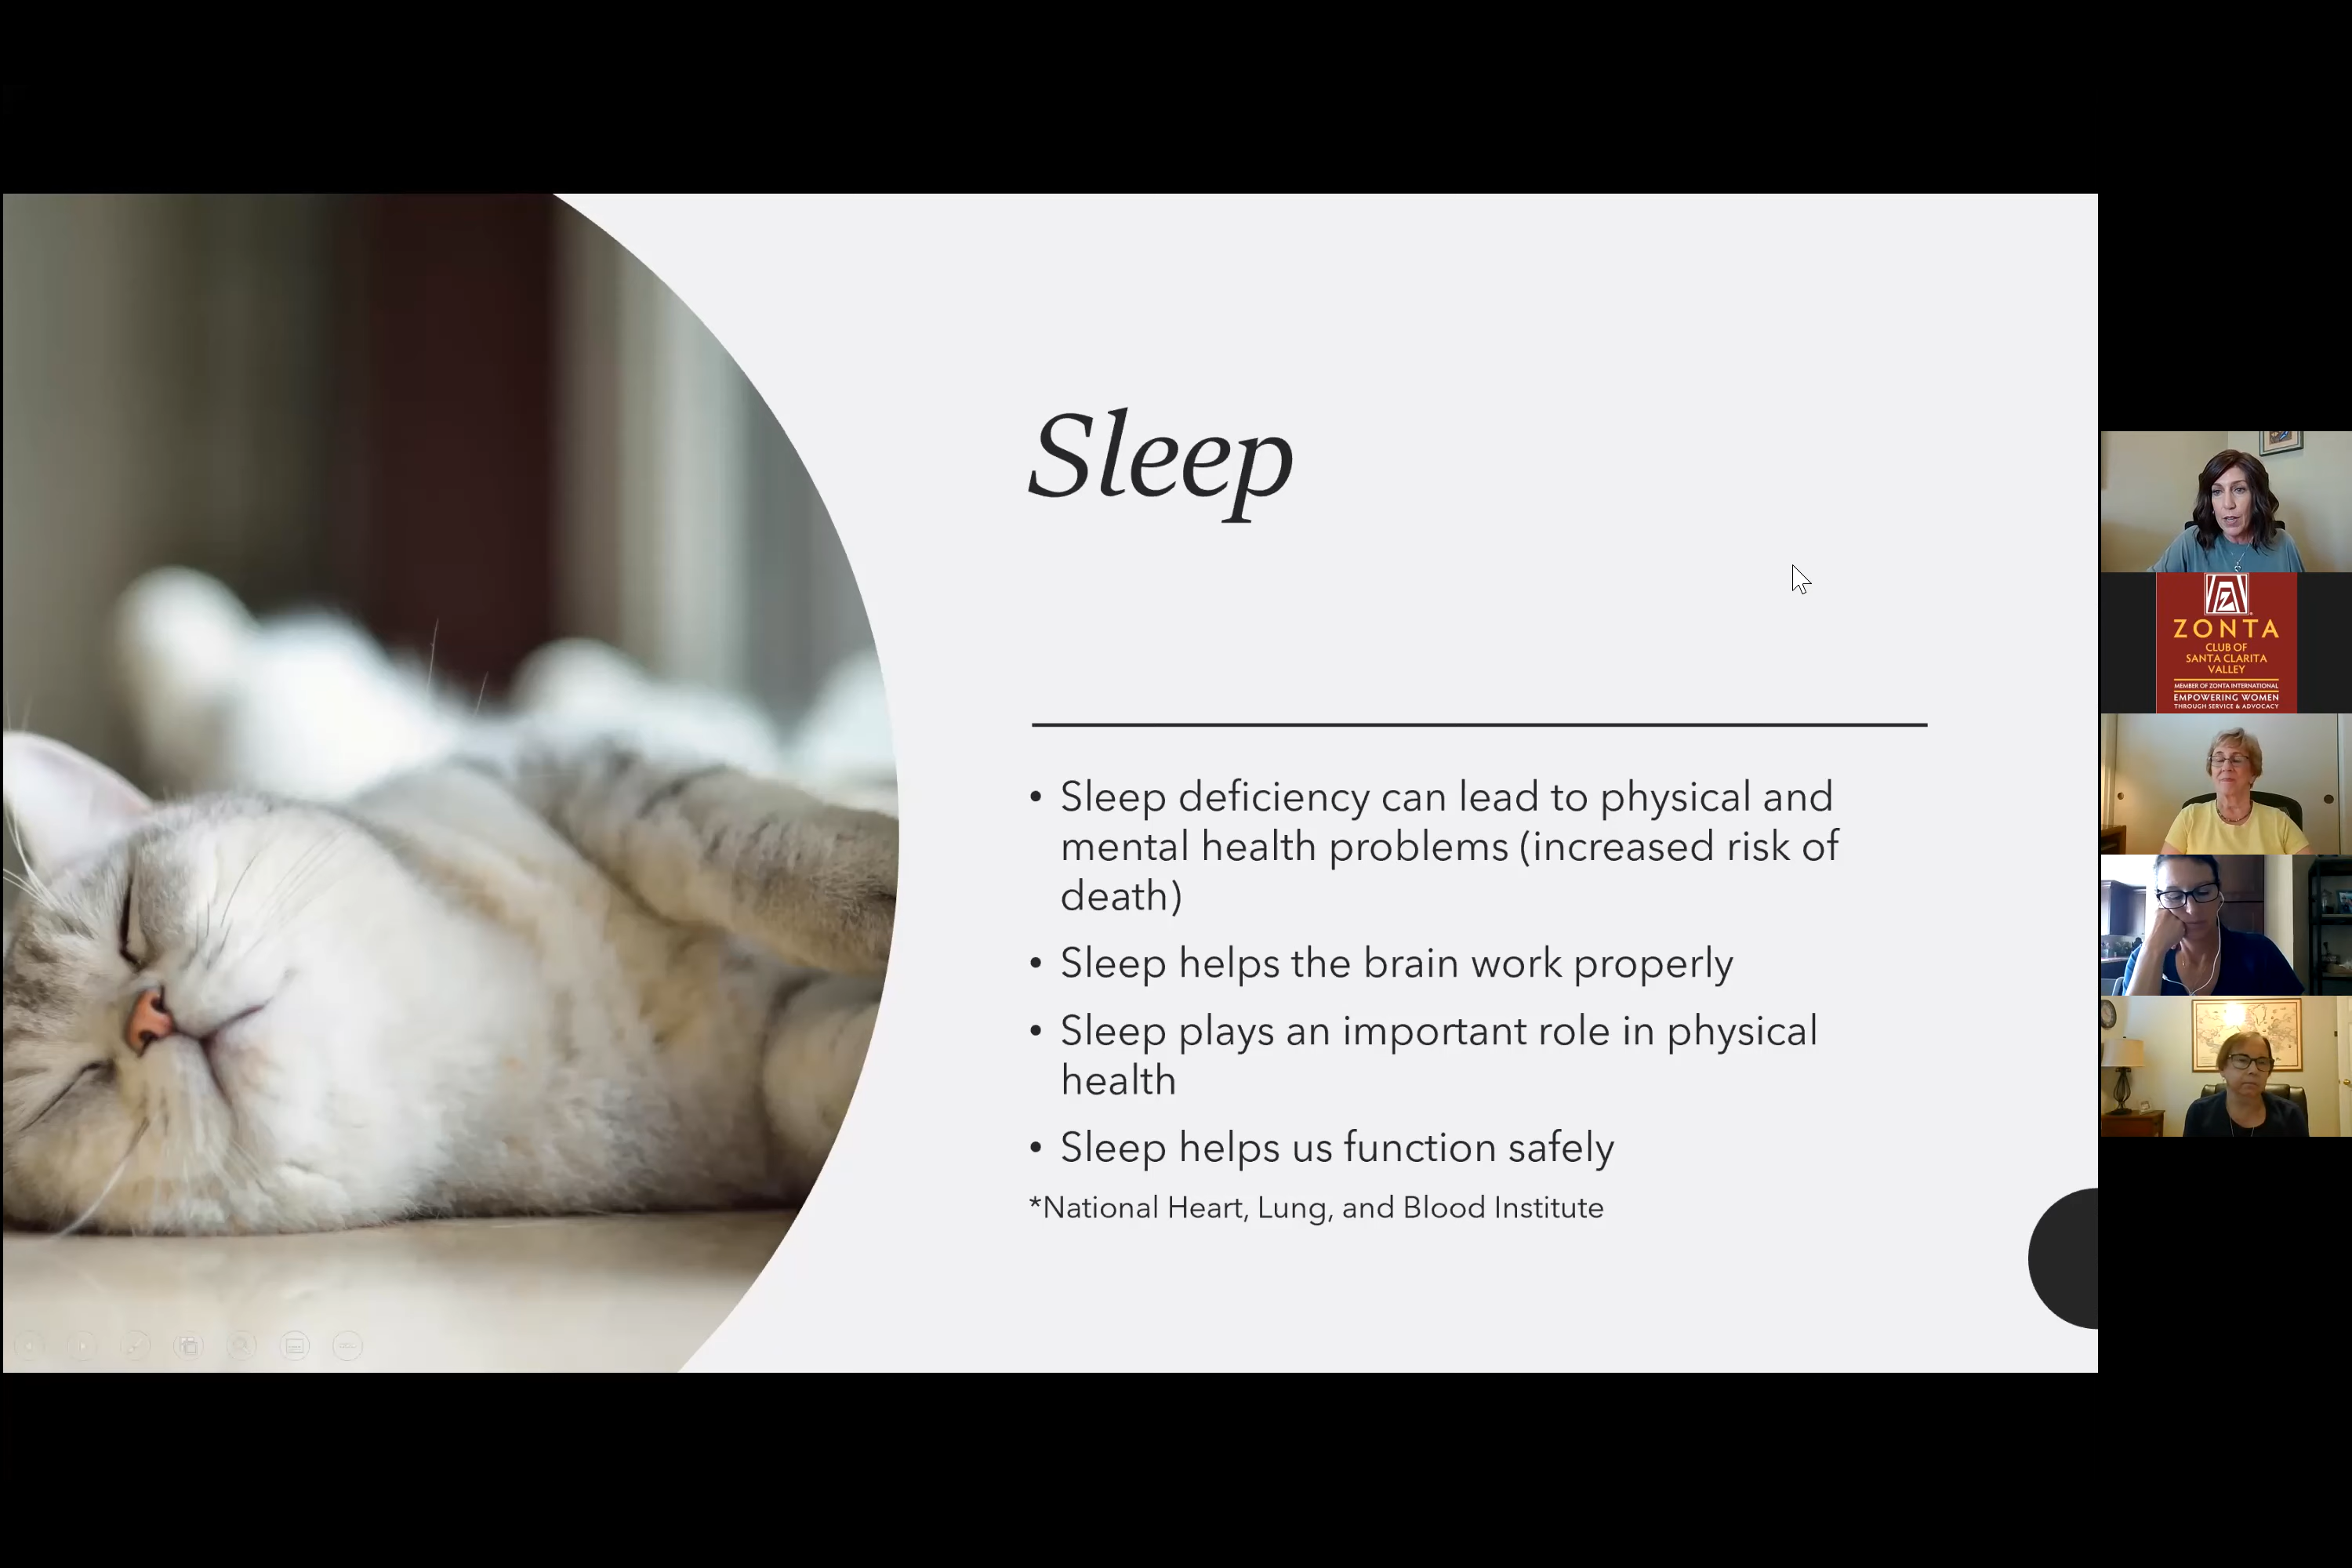 Sleep
• Sleep deficiency can lead to physical and
mental health problems (increased risk of
death)
• Sleep helps the brain work properly
• Sleep plays an important role in physical
health
• Sleep helps us function safely
*National Heart, Lung, and Blood Institute
ZONTA
CLUB OF
SANTA CLARITA
VALLEY
MEMBER OF ZONTA INTERNATIONAL
EMPOWERING WOMEN
THROUGH SERVICE & ADVOCACY